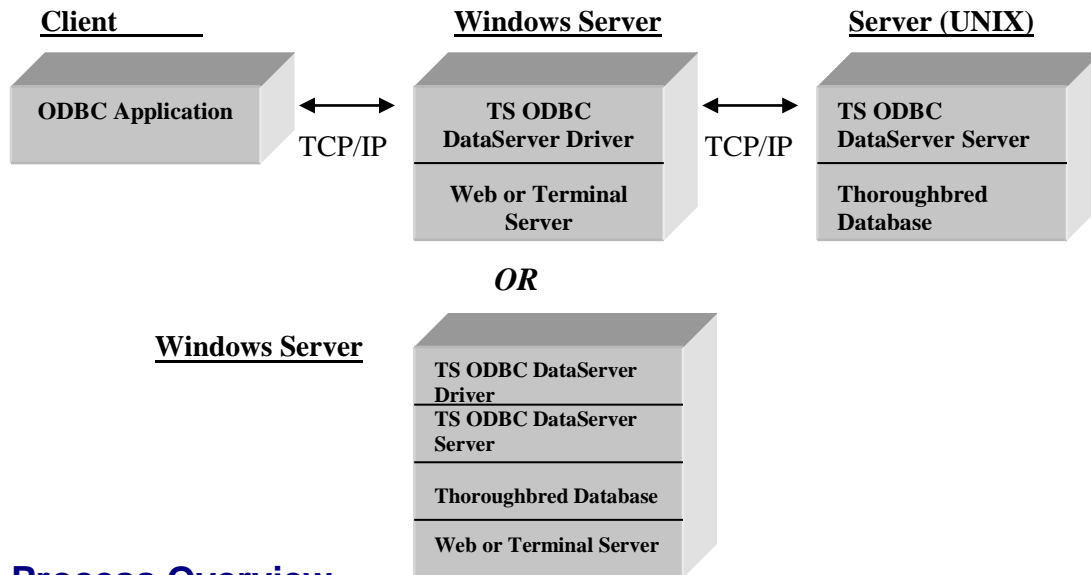 Client
Windows Server
Server (UNIX)
ODBC Application
TCP/IP
TS ODBC
DataServer Driver
Web or Terminal
Server
TCP/IP
TS ODBC
DataServer Server
Thoroughbred
Database
OR
Windows Server
TS ODBC DataServer
Driver
TS ODBC DataServer
Server
Thoroughbred Database
Web or Terminal Server
Process Overview